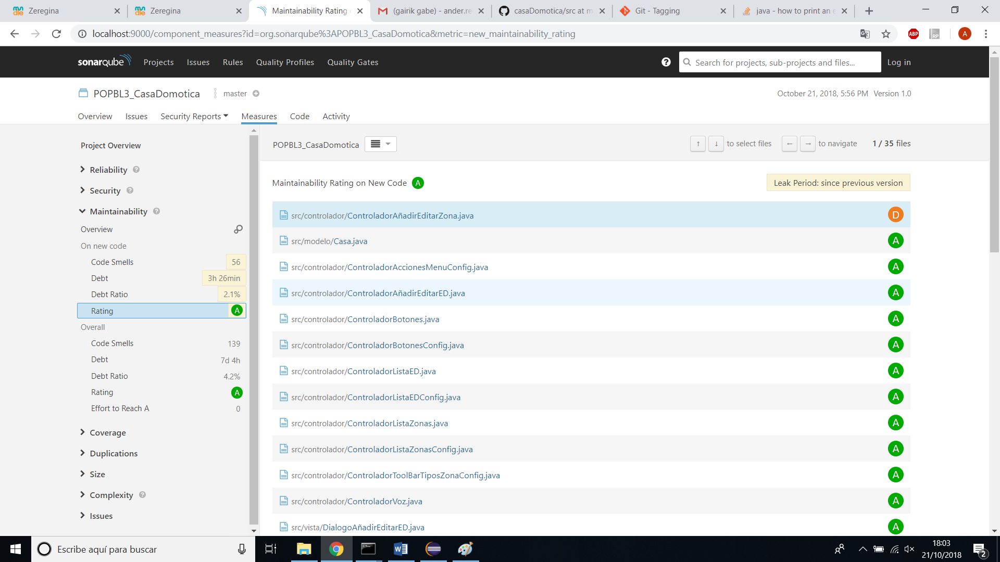 Zeregina
Zeregina
Maintainability Rating
(gairik gabe) - ander.re
casaDomotica/src at m
Git - Tagging
java - how to print an e
localhost:9000/component_measures?id=org.sonarqube%3APOPBL3_CasaDomotica&metric=new_maintainability_rating
ABP
RP
A
sonarqube Projects Issues Rules Quality Profiles Quality Gates
? Search for projects, sub-projects and files... Log in
POPBL3_CasaDomotica master
October 21, 2018, 5:56 PM Version 1.0
Overview Issues Security Reports Measures Code Activity
Project Overview
Reliability ?
Security ?
Maintainability ?
Overview
On new code
Code Smells 56
Debt 3h 26min
Debt Ratio 2.1%
Rating A
Overall
Code Smells 139
Debt 7d 4h
Debt Ratio 4.2%
Rating A
Effort to Reach A 0
Coverage
Duplications
Size
Complexity ?
Issues
POPBL3_CasaDomotica
↑ ↓ to select files ← → to navigate 1 / 35 files
Maintainability Rating on New Code A
Leak Period: since previous version
src/controlador/ControladorAñadirEditarZona.java D
src/modelo/Casa.java A
src/controlador/ControladorAccionesMenuConfig.java A
src/controlador/ControladorAñadirEditarED.java A
src/controlador/ControladorBotones.java A
src/controlador/ControladorBotonesConfig.java A
src/controlador/ControladorListaED.java A
src/controlador/ControladorListaEDConfig.java A
src/controlador/ControladorListaZonas.java A
src/controlador/ControladorListaZonasConfig.java A
src/controlador/ControladorToolBarTiposZonaConfig.java A
src/controlador/ControladorVoz.java A
src/vista/DialogoAñadirEditarED.java A
Escribe aquí para buscar
18:03
21/10/2018
2